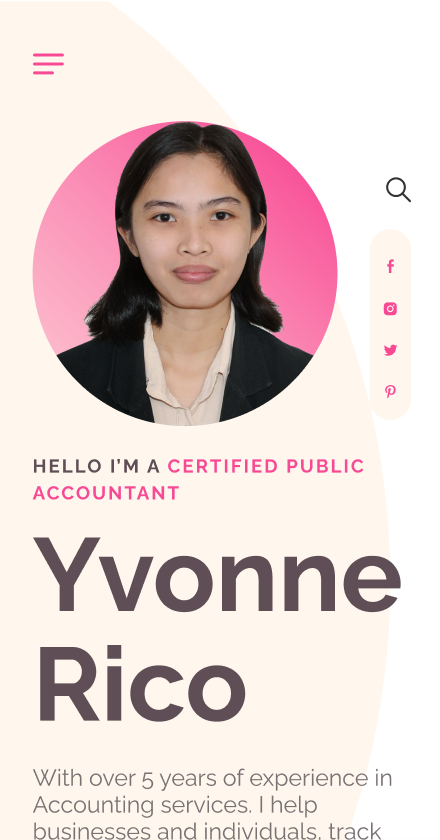 HELLO I'M A CERTIFIED PUBLIC
ACCOUNTANT
Yvonne
Rico
With over 5 years of experience in
Accounting services. I help
businesses and individuals, track